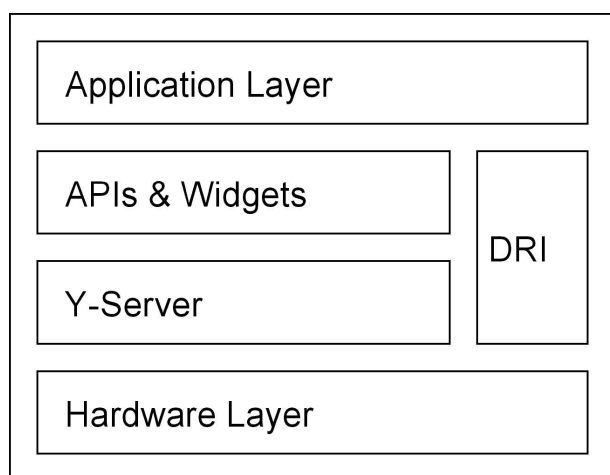 Application Layer
APIs & Widgets
DRI
Y-Server
Hardware Layer